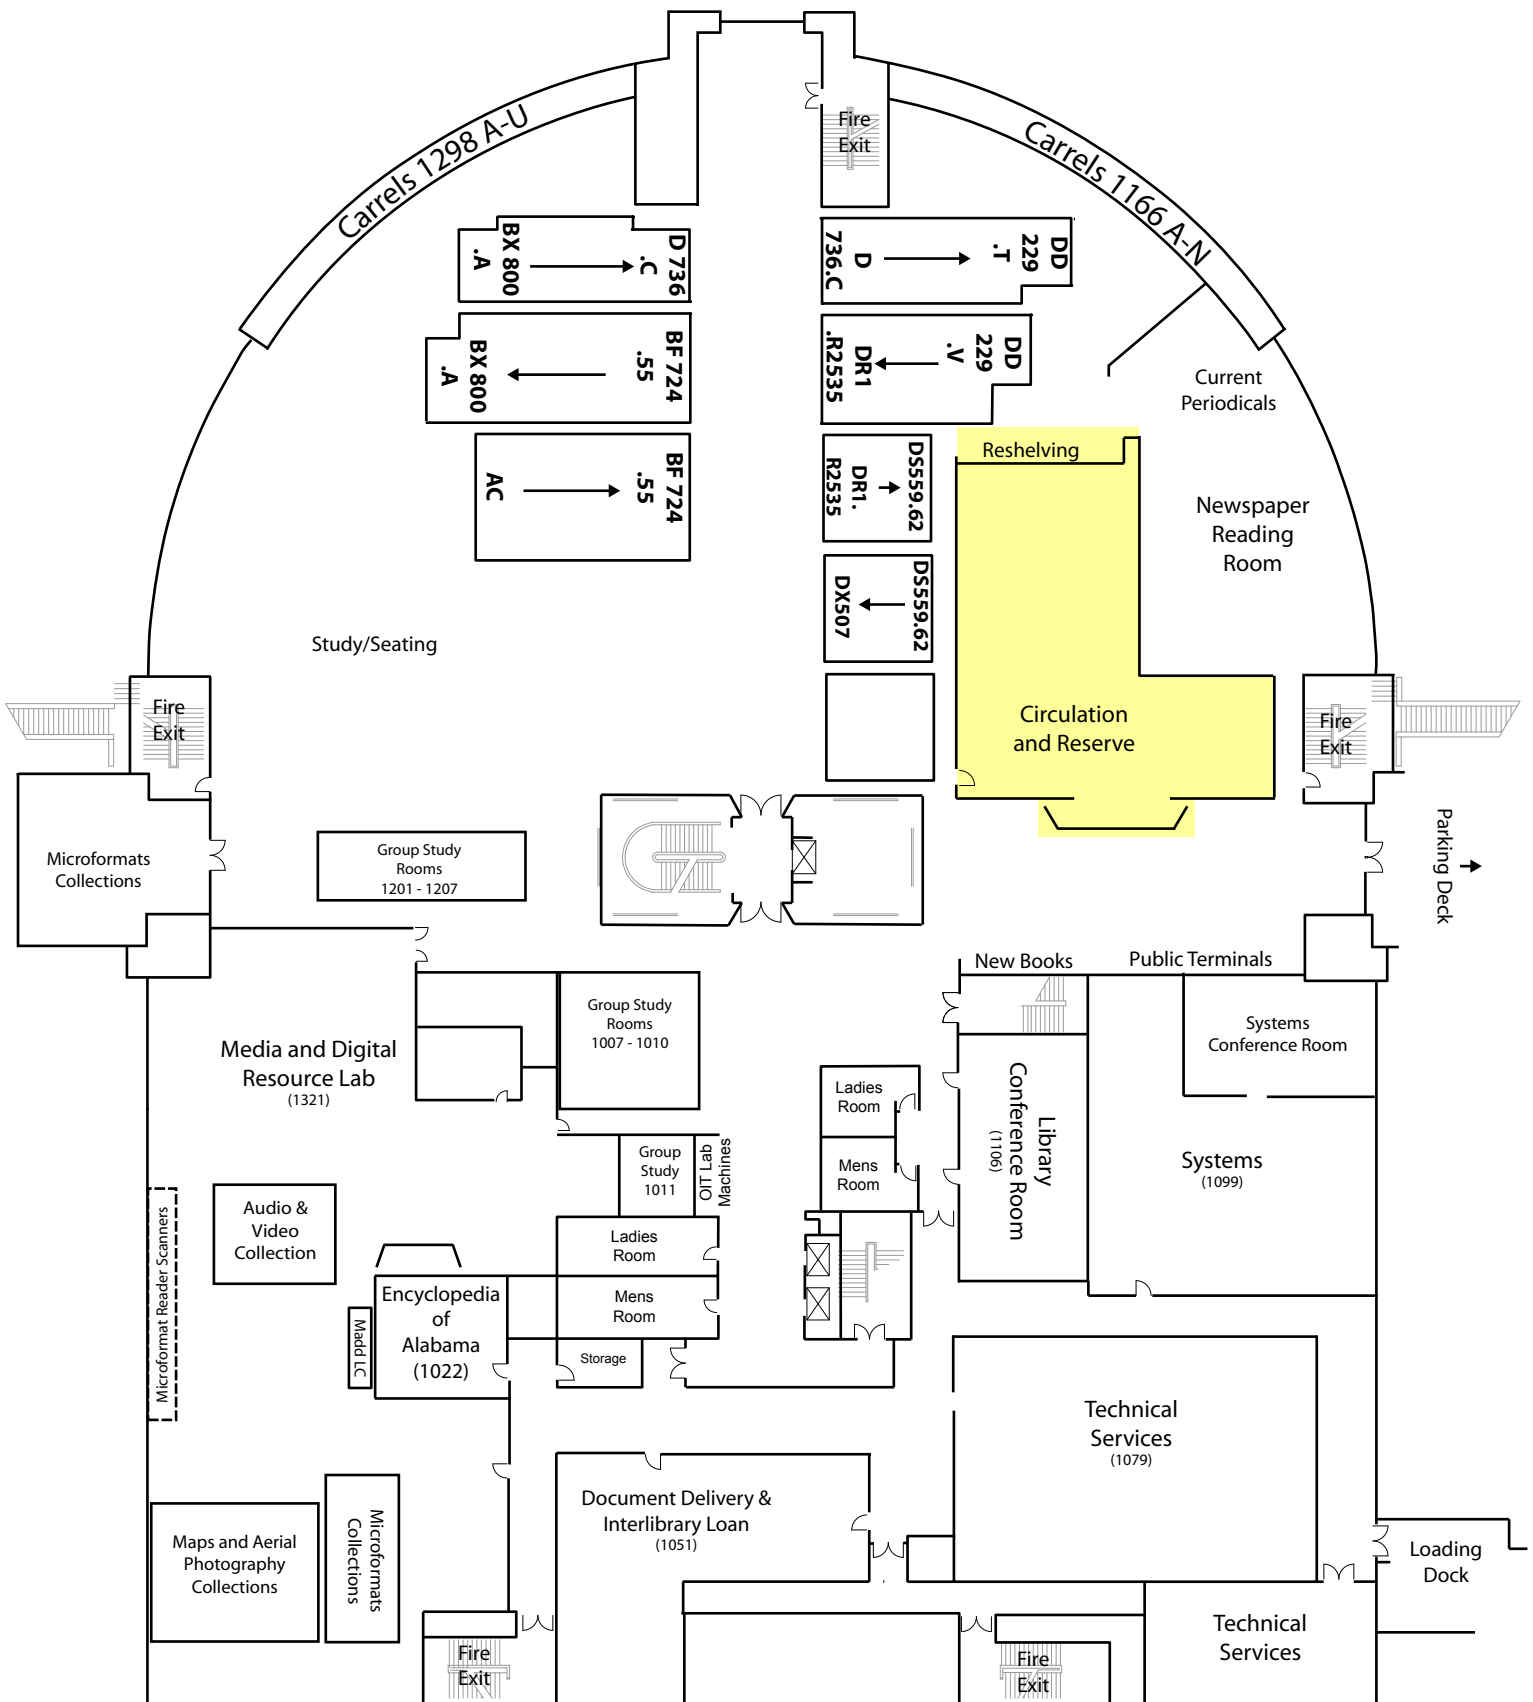 Fire
Exit
Carrels 1298 A-U
Carrels 1166 A-N
BX 800
.A
D 736
.C
D
736.C
DD
229
.T
BX 800
.A
BF 724
.55
DR1
.R2535
DD
229
.V
Current
Periodicals
AC
BF 724
.55
DR1.
R2535
DS559.62
Reshelving
Newspaper
Reading
Room
DX507
DS559.62
Study/Seating
Fire
Exit
Circulation
and Reserve
Fire
Exit
Microformats
Collections
Group Study
Rooms
1201 - 1207
Parking Deck
New Books
Public Terminals
Group Study
Rooms
1007 - 1010
Systems
Conference Room
Media and Digital
Resource Lab
(1321)
Ladies
Room
Library
Conference Room
(1106)
Group
Study
1011
OIT Lab
Machines
Mens
Room
Systems
(1099)
Microformat Reader Scanners
Audio &
Video
Collection
Ladies
Room
Encyclopedia
of
Alabama
(1022)
Mens
Room
Madd LC
Storage
Technical
Services
(1079)
Document Delivery &
Interlibrary Loan
(1051)
Maps and Aerial
Photography
Collections
Microformats
Collections
Loading
Dock
Technical
Services
Fire
Exit
Fire
Exit